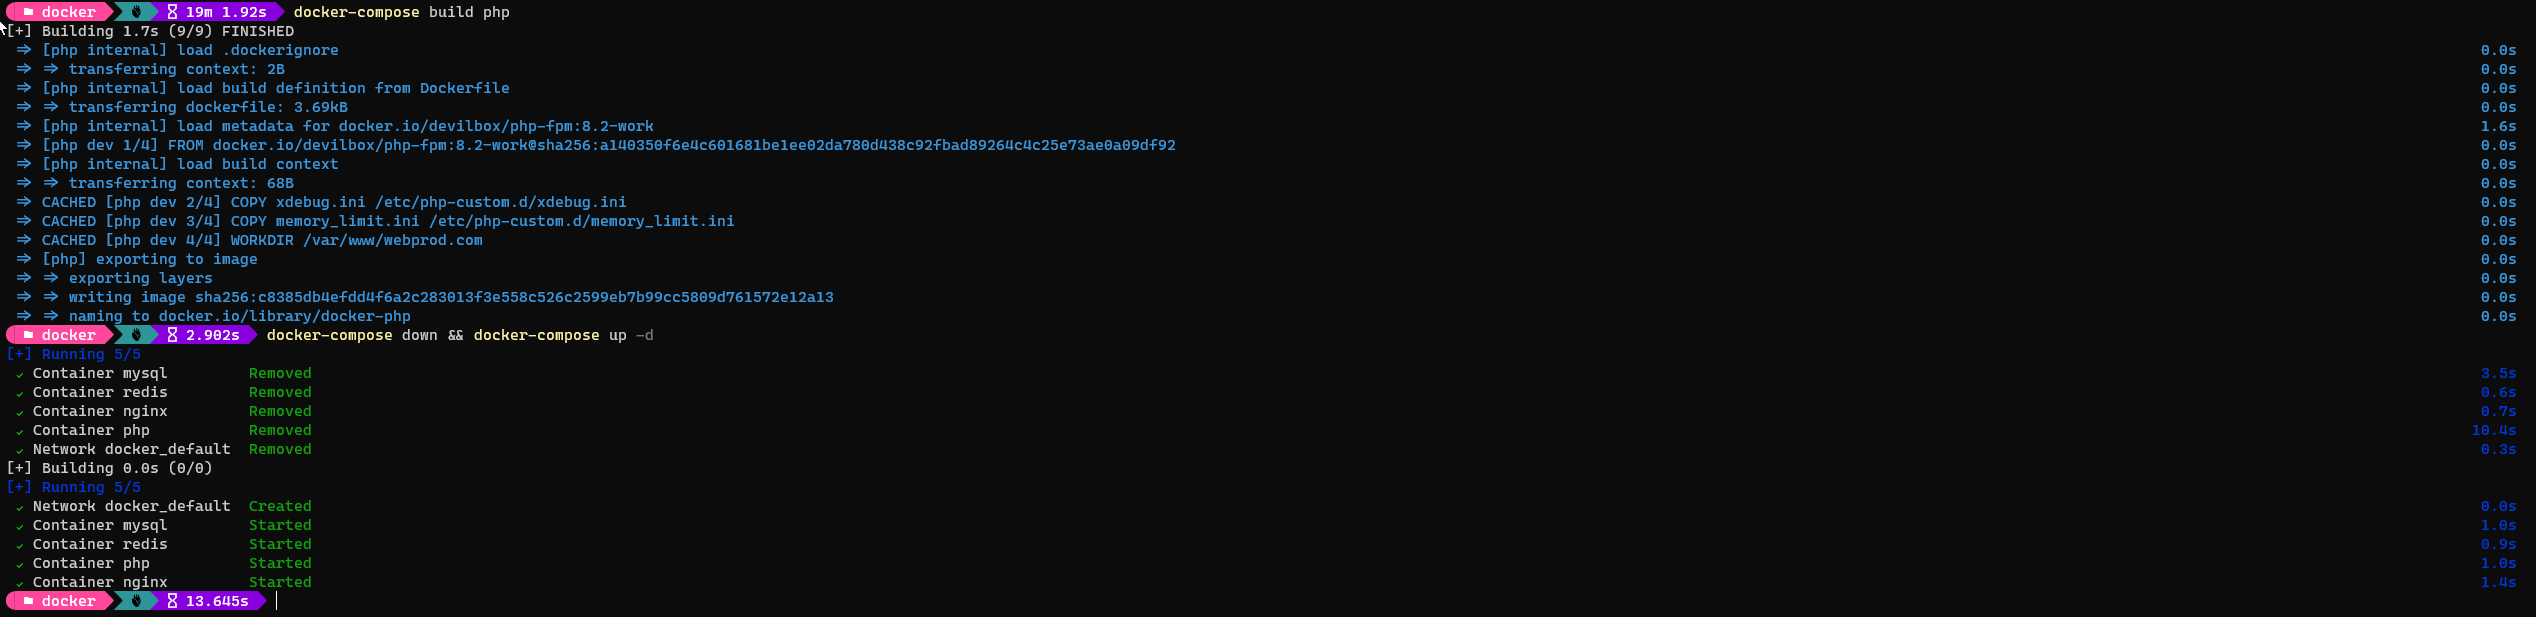 docker 19m 1.92s docker-compose build php
[+] Building 1.7s (9/9) FINISHED
⇒ [php internal] load .dockerignore 0.0s
⇒ ⇒ transferring context: 2B 0.0s
⇒ [php internal] load build definition from Dockerfile 0.0s
⇒ ⇒ transferring dockerfile: 3.69kB 0.0s
⇒ [php internal] load metadata for docker.io/devilbox/php-fpm:8.2-work 1.6s
⇒ [php dev 1/4] FROM docker.io/devilbox/php-fpm:8.2-work@sha256:a140350f6e4c601681be1ee02da780d438c92fbad89264c4c25e73ae0a09df92 0.0s
⇒ [php internal] load build context 0.0s
⇒ ⇒ transferring context: 68B 0.0s
⇒ CACHED [php dev 2/4] COPY xdebug.ini /etc/php-custom.d/xdebug.ini 0.0s
⇒ CACHED [php dev 3/4] COPY memory_limit.ini /etc/php-custom.d/memory_limit.ini 0.0s
⇒ CACHED [php dev 4/4] WORKDIR /var/www/webprod.com 0.0s
⇒ [php] exporting to image 0.0s
⇒ ⇒ exporting layers 0.0s
⇒ ⇒ writing image sha256:c8385db4efdd4f6a2c283013f3e558c526c2599eb7b99cc5809d761572e12a13 0.0s
⇒ ⇒ naming to docker.io/library/docker-php 0.0s
docker 2.902s docker-compose down && docker-compose up -d
[+] Running 5/5
✓ Container mysql Removed 3.5s
✓ Container redis Removed 0.6s
✓ Container nginx Removed 0.7s
✓ Container php Removed 10.4s
✓ Network docker_default Removed 0.3s
[+] Building 0.0s (0/0)
[+] Running 5/5
✓ Network docker_default Created 0.0s
✓ Container mysql Started 1.0s
✓ Container redis Started 0.9s
✓ Container php Started 1.0s
✓ Container nginx Started 1.4s
docker 13.645s